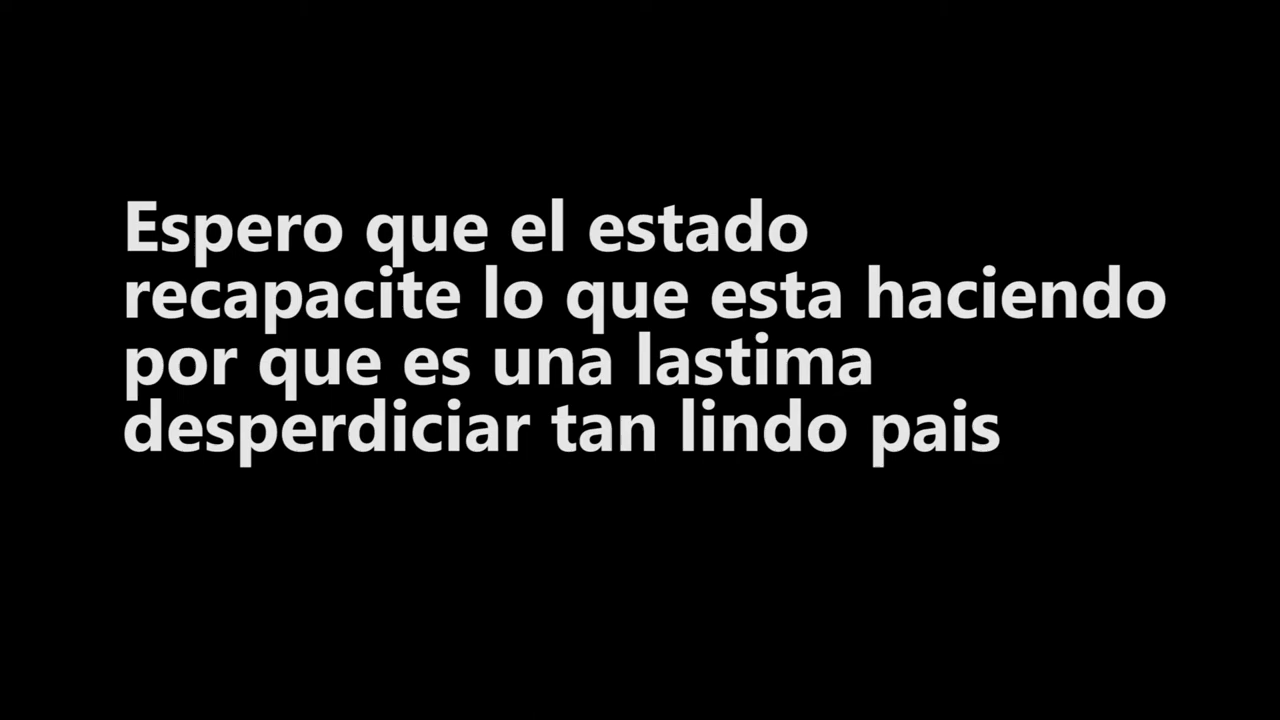 Espero que el estado
recapacite lo que esta haciendo
por que es una lastima
desperdiciar tan lindo pais